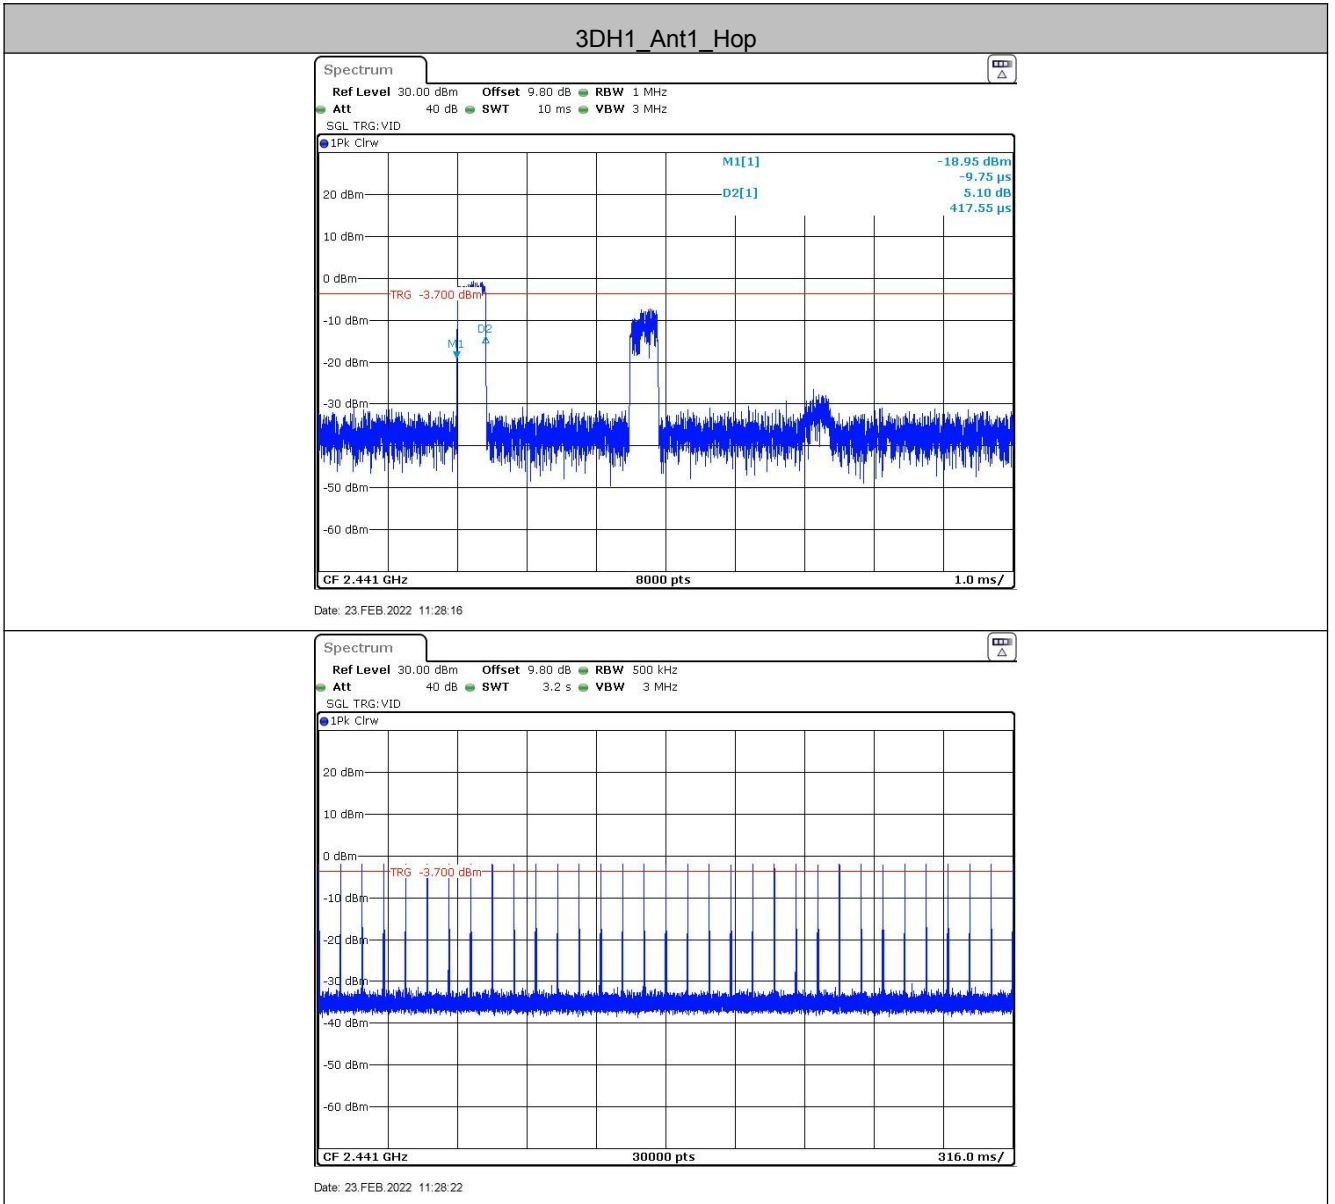 3DH1_Ant1_Hop
Spectrum
Ref Level 30.00 dBm Offset 9.80 dB RBW 1 MHz
Att 40 dB SWT 10 ms VBW 3 MHz
SGL TRG:VID
1Pk Clrw
M1[1] -18.95 dBm
-9.75 µs
20 dBm D2[1] 5.10 dB
417.55 µs
10 dBm
0 dBm
TRG -3.700 dBm
-10 dBm
D2
M1
-20 dBm
-30 dBm
-50 dBm
-60 dBm
CF 2.441 GHz 8000 pts 1.0 ms/
Date: 23.FEB.2022 11:28:16
Spectrum
Ref Level 30.00 dBm Offset 9.80 dB RBW 500 kHz
Att 40 dB SWT 3.2 s VBW 3 MHz
SGL TRG:VID
1Pk Clrw
20 dBm
10 dBm
0 dBm
TRG -3.700 dBm
-10 dBm
-20 dBm
-30 dBm
-40 dBm
-50 dBm
-60 dBm
CF 2.441 GHz 30000 pts 316.0 ms/
Date: 23.FEB.2022 11:28:22